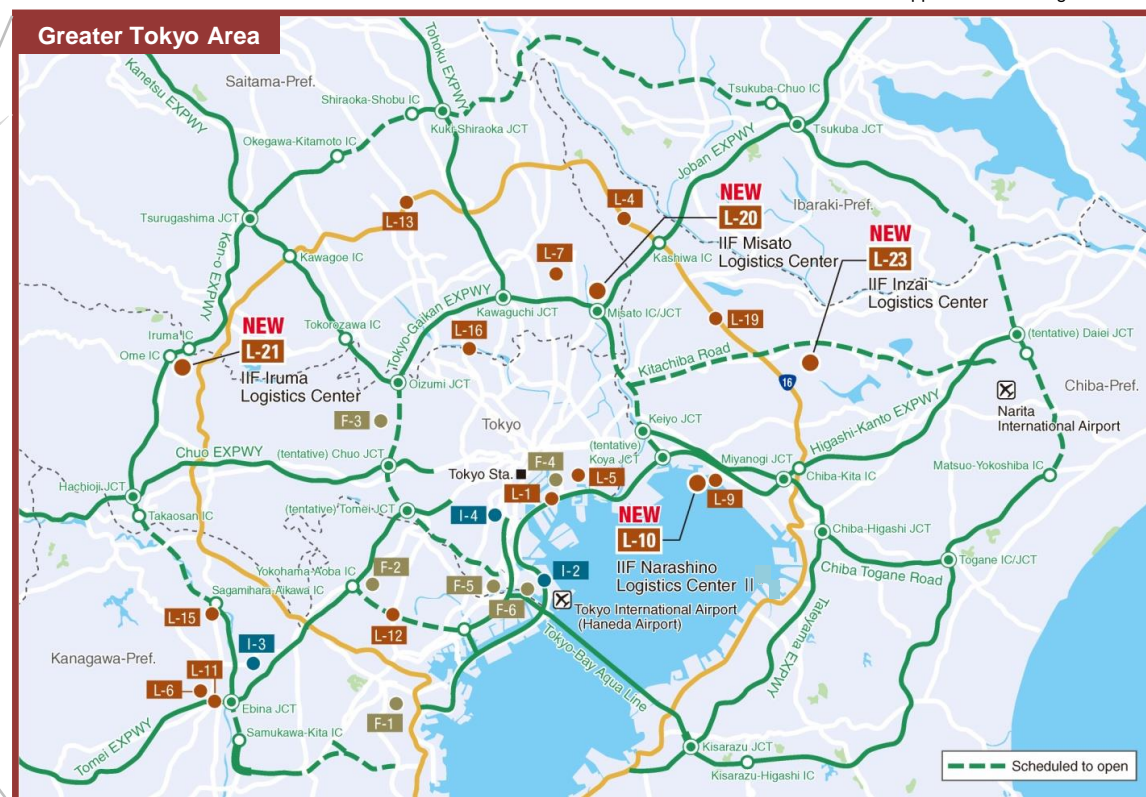 Greater Tokyo Area
Kanetsu EXPWY
Saitama-Pref.
Tohoku EXPWY
Shiraoka-Shobu IC
Kuki Shiraoka JCT
Okegawa-Kitamoto IC
Tsukuba-Chuo IC
Tsukuba JCT
Joban EXPWY
NEW
L-20
IIF Misato
Logistics Center
Ibaraki-Pref.
L-4
L-13
Tsurugashima JCT
Ken-o EXPWY
Kawagoe IC
L-7
Kashiwa IC
NEW
L-23
IIF Inzai
Logistics Center
Tokyo-Gaikan EXPWY
Kawaguchi JCT
Misato IC/JCT
L-19
Iruma IC
Ome IC
NEW
L-21
IIF Iruma
Logistics Center
Tokorozawa IC
L-16
(tentative) Daiei JCT
Kitachiba Road
Oizumi JCT
16
Chiba-Pref.
Narita
International Airport
F-3
Tokyo
Keiyo JCT
Higashi-Kanto EXPWY
Chuo EXPWY
(tentative) Chuo JCT
(tentative)
Koya JCT
Miyanogi JCT
Matsuo-Yokoshiba IC
Tokyo Sta.
F-4
L-5
Chiba-Kita IC
Hachioji JCT
L-1
L-9
Takaosan IC
(tentative) Tomei JCT
I-4
NEW
L-10
IIF Narashino
Logistics Center II
Chiba-Higashi JCT
Togane IC/JCT
Chiba Togane Road
Yokohama Aoba IC
Sagamihara-Aikawa IC
F-2
F-5
I-2
F-6
Tokyo International Airport
(Haneda Airport)
L-15
L-12
Kanagawa-Pref.
I-3
L-11
L-6
Ebina JCT
F-1
Tokyo-Bay Aqua Line
Tateyama EXPWY
Tomei EXPWY
Samukawa-Kita IC
Kisarazu JCT
Kisarazu-Higashi IC
Scheduled to open